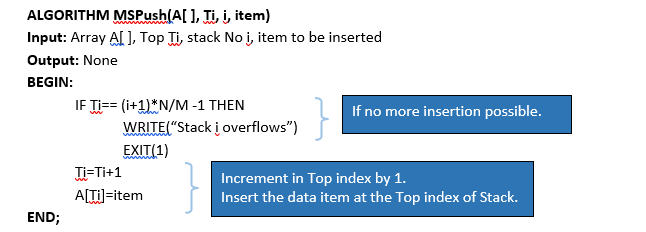 ALGORITHM MSPush(A[ ], Ti, i, item)
Input: Array A[ ], Top Ti, stack No i, item to be inserted
Output: None
BEGIN:
IF Ti== (i+1)*N/M -1 THEN
WRITE(“Stack i overflows”)
EXIT(1)
If no more insertion possible.
Ti=Ti+1
A[Ti]=item
Increment in Top index by 1.
Insert the data item at the Top index of Stack.
END;